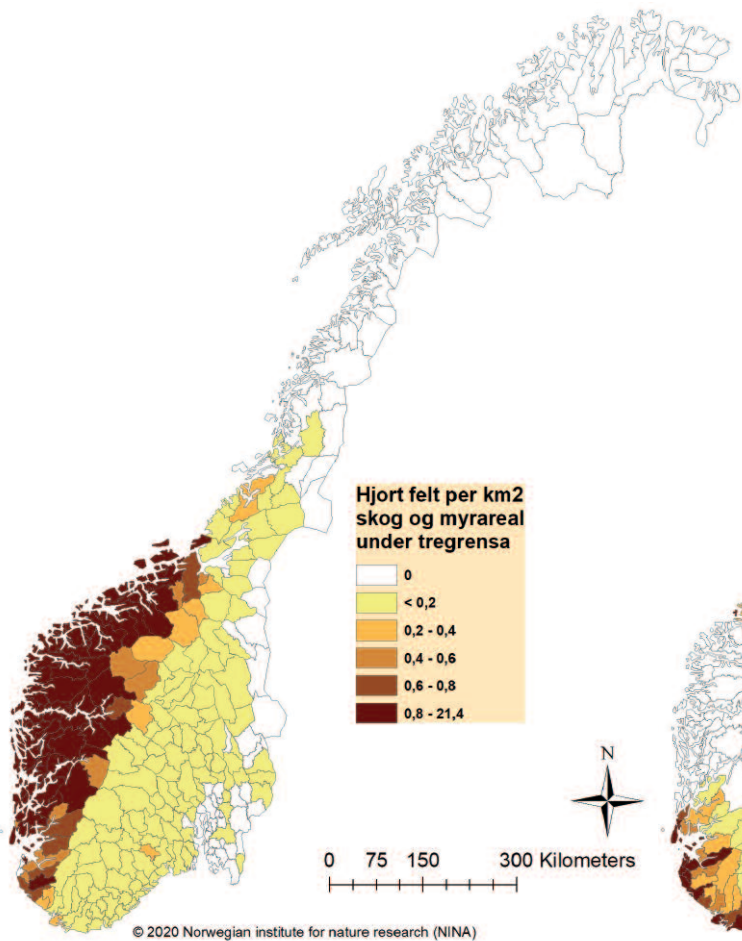 Hjort felt per km2
skog og myrareal
under tregrensa
0
< 0,2
0,2 - 0,4
0,4 - 0,6
0,6 - 0,8
0,8 - 21,4
N
0 75 150 300 Kilometers
© 2020 Norwegian institute for nature research (NINA)